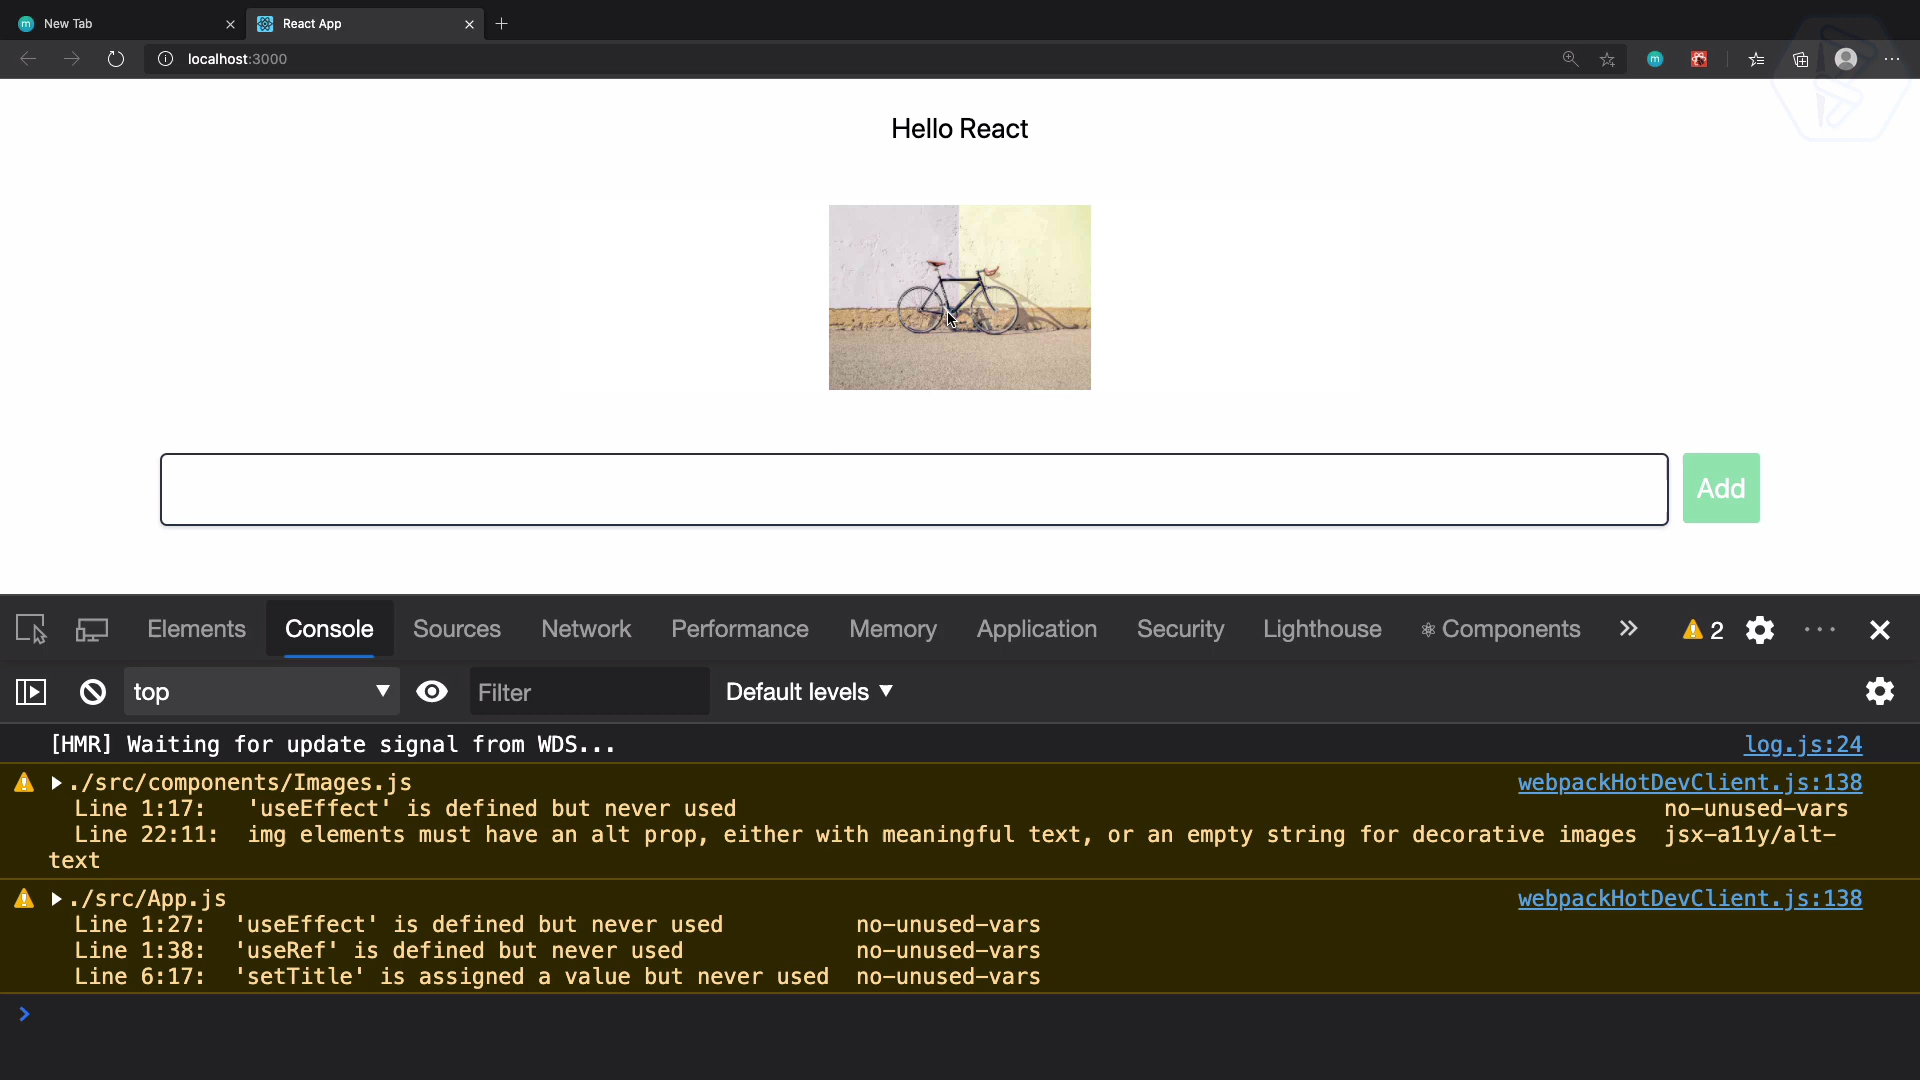 m New Tab
React App
localhost:3000
m
Hello React
Add
Elements Console Sources Network Performance Memory Application Security Lighthouse Components 2
top Filter Default levels
[HMR] Waiting for update signal from WDS... log.js:24
./src/components/Images.js webpackHotDevClient.js:138
Line 1:17: 'useEffect' is defined but never used no-unused-vars
Line 22:11: img elements must have an alt prop, either with meaningful text, or an empty string for decorative images jsx-a11y/alt-
text
./src/App.js webpackHotDevClient.js:138
Line 1:27: 'useEffect' is defined but never used no-unused-vars
Line 1:38: 'useRef' is defined but never used no-unused-vars
Line 6:17: 'setTitle' is assigned a value but never used no-unused-vars